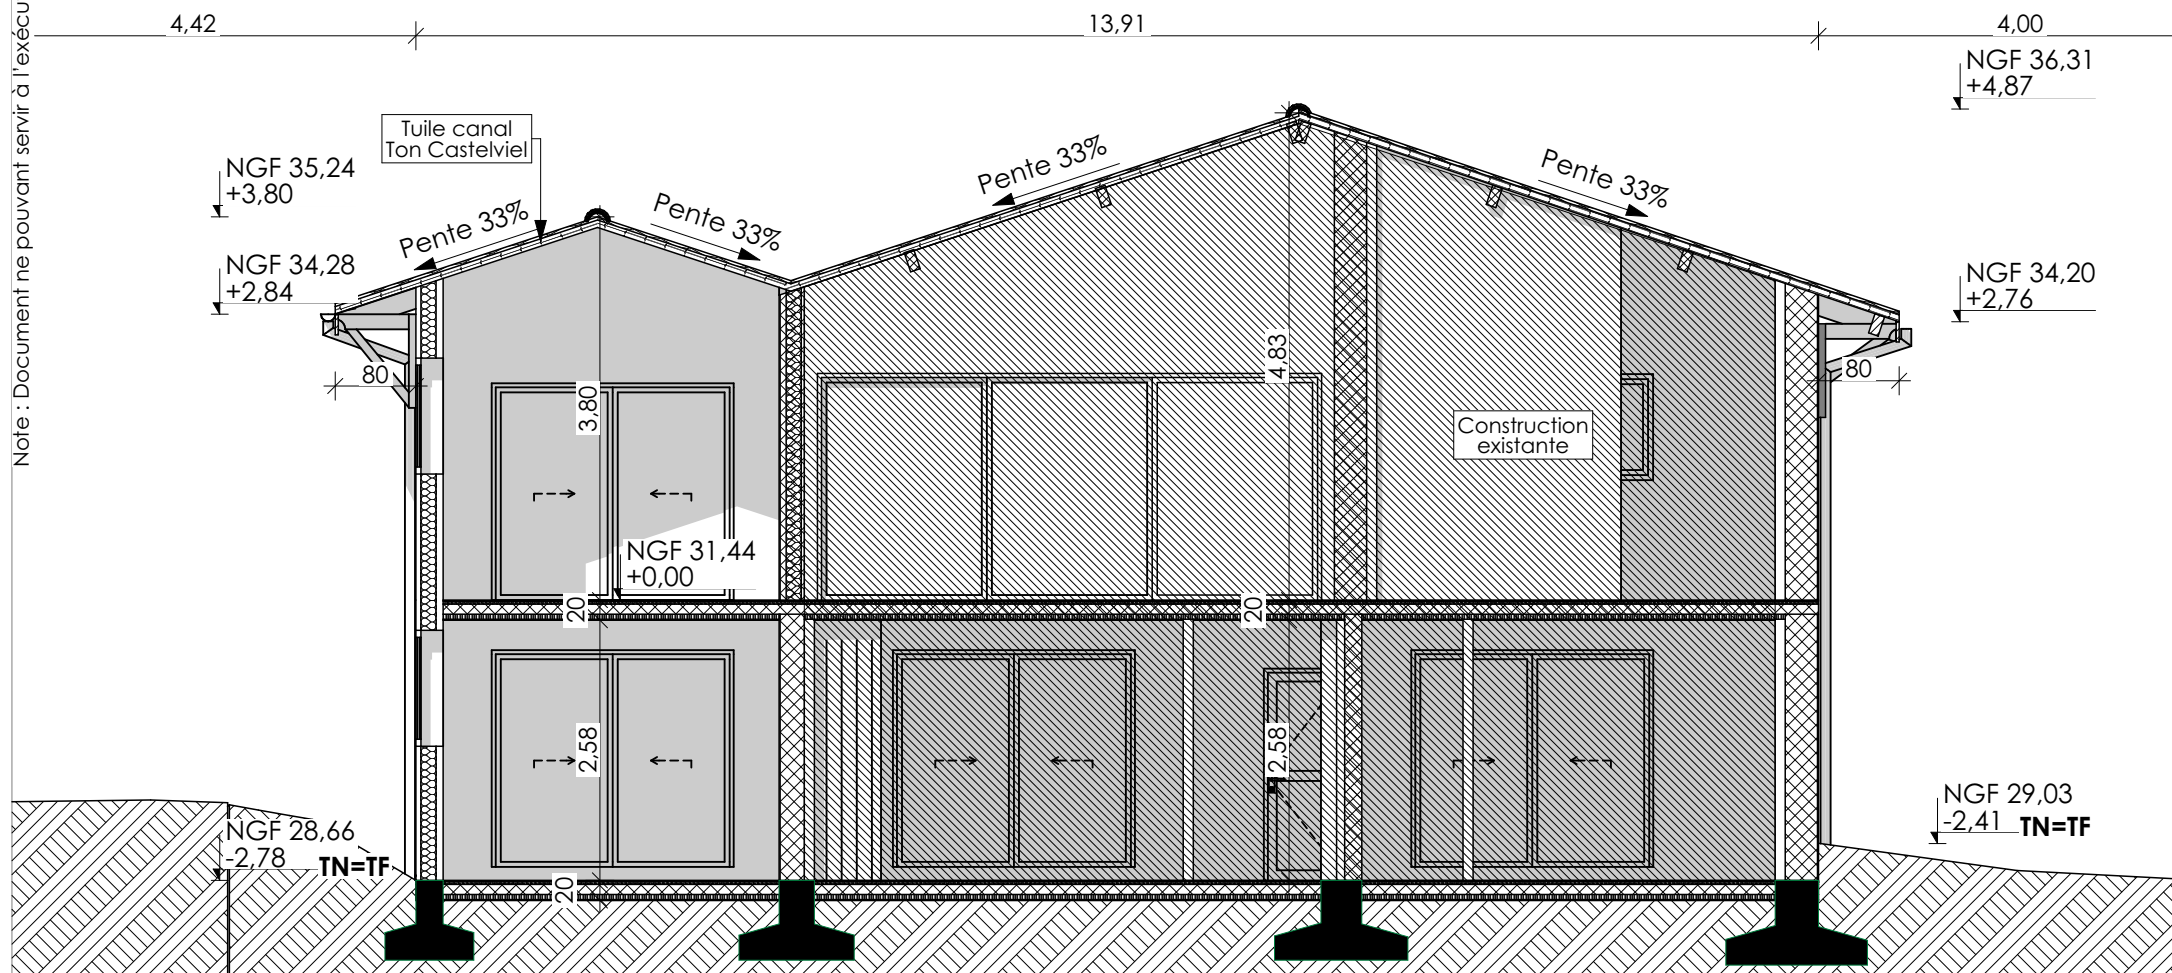 4,42
13,91
4,00
Note : Document ne pouvant servir à l'exécu
NGF 36,31
+4,87
Tuile canal
Ton Castelviel
NGF 35,24
+3,80
Pente 33%
Pente 33%
Pente 33%
Pente 33%
NGF 34,28
+2,84
NGF 34,20
+2,76
80
80
3,80
4,83
Construction
existante
NGF 31,44
+0,00
20
20
2,58
2,58
NGF 28,66
-2,78 TN=TF
NGF 29,03
-2,41 TN=TF
20